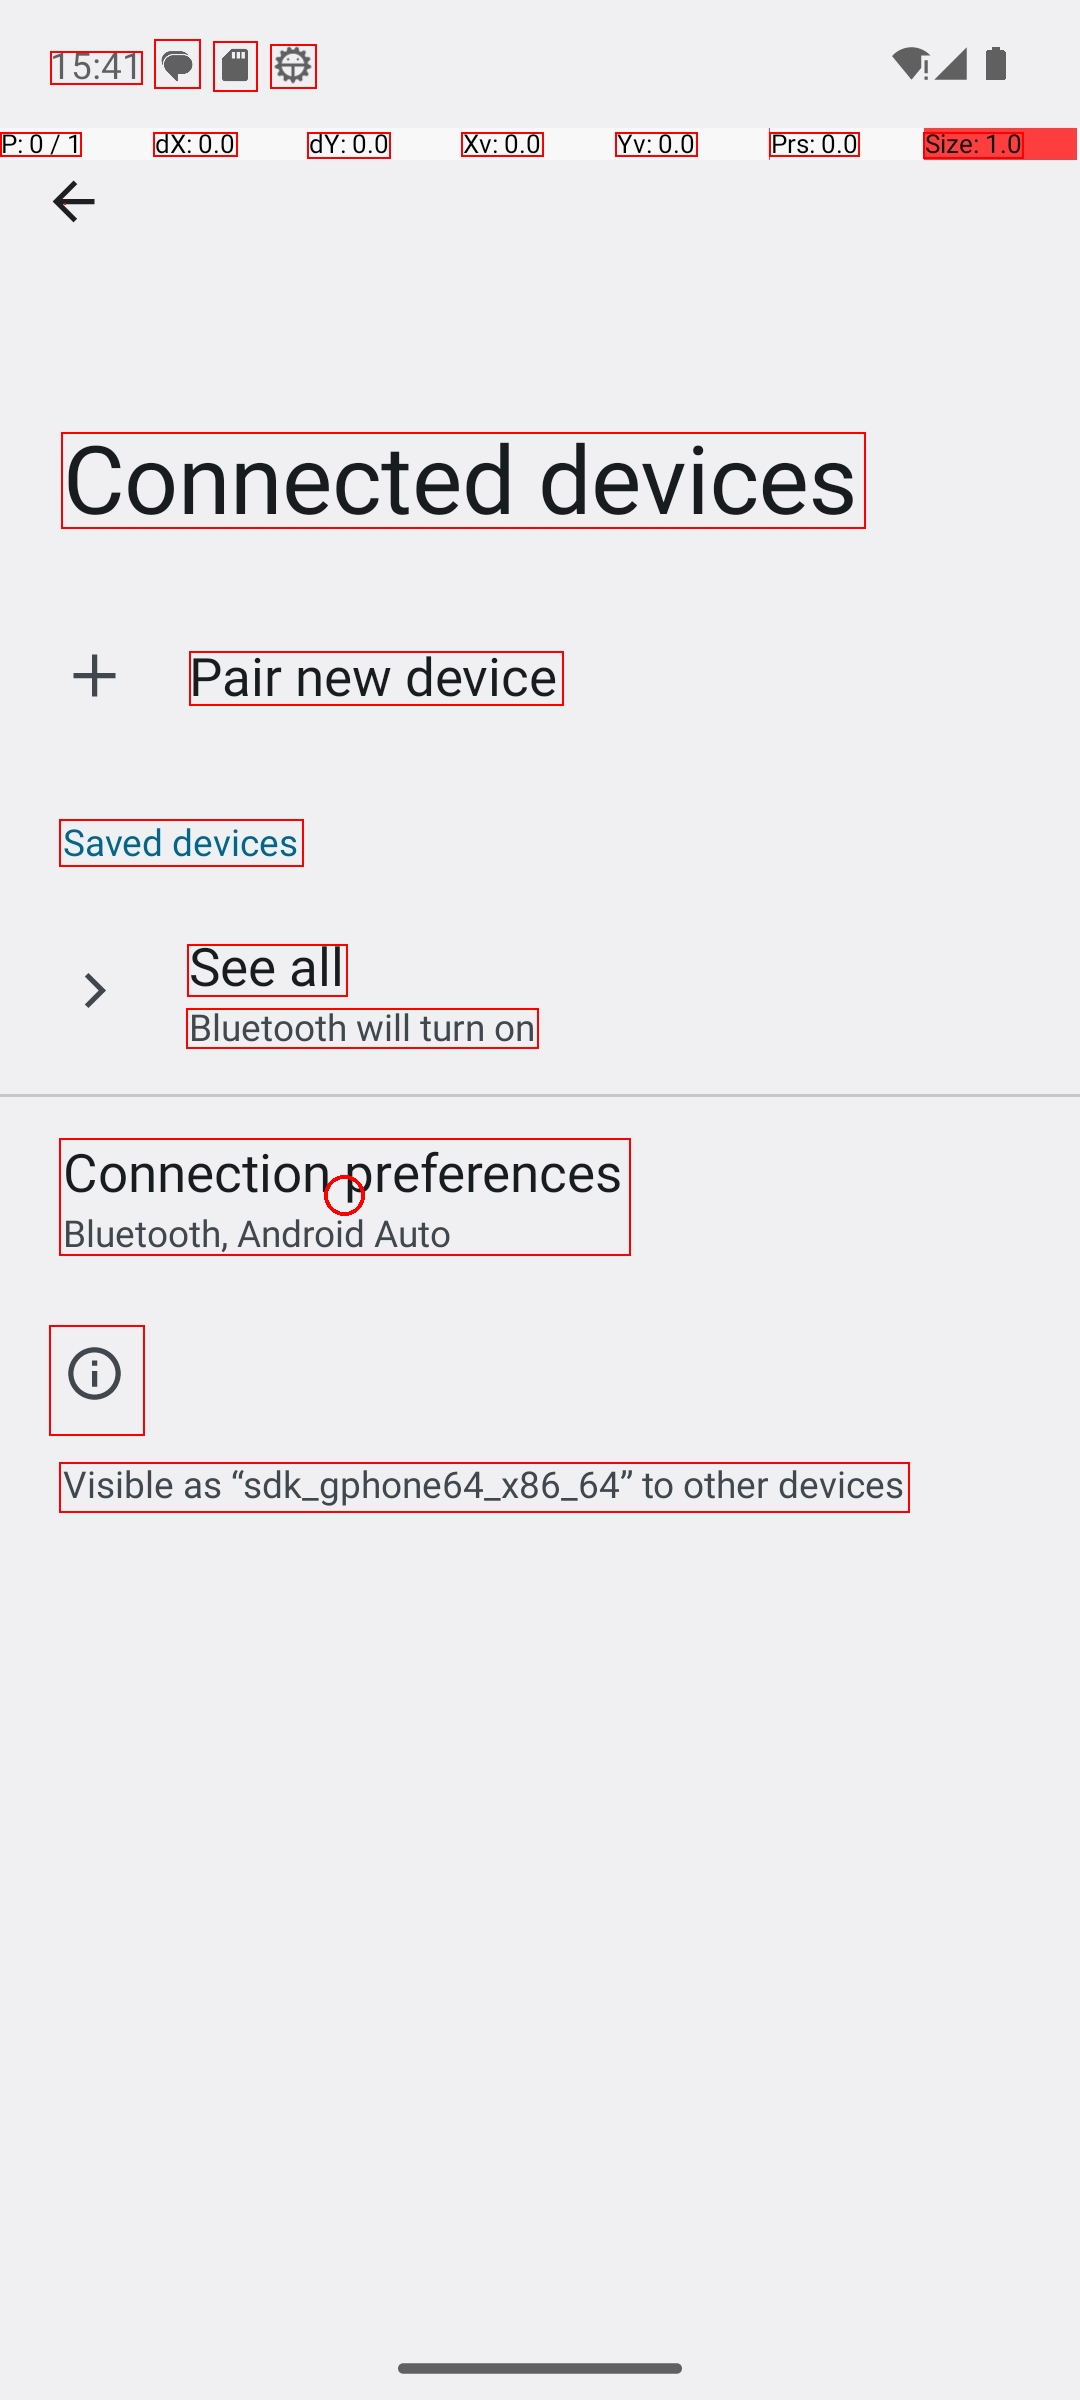 15:41
P: 0 / 1 dX: 0.0 dY: 0.0 Xv: 0.0 Yv: 0.0 Prs: 0.0 Size: 1.0
Connected devices
Pair new device
Saved devices
See all
Bluetooth will turn on
Connection preferences
Bluetooth, Android Auto
Visible as “sdk_gphone64_x86_64” to other devices